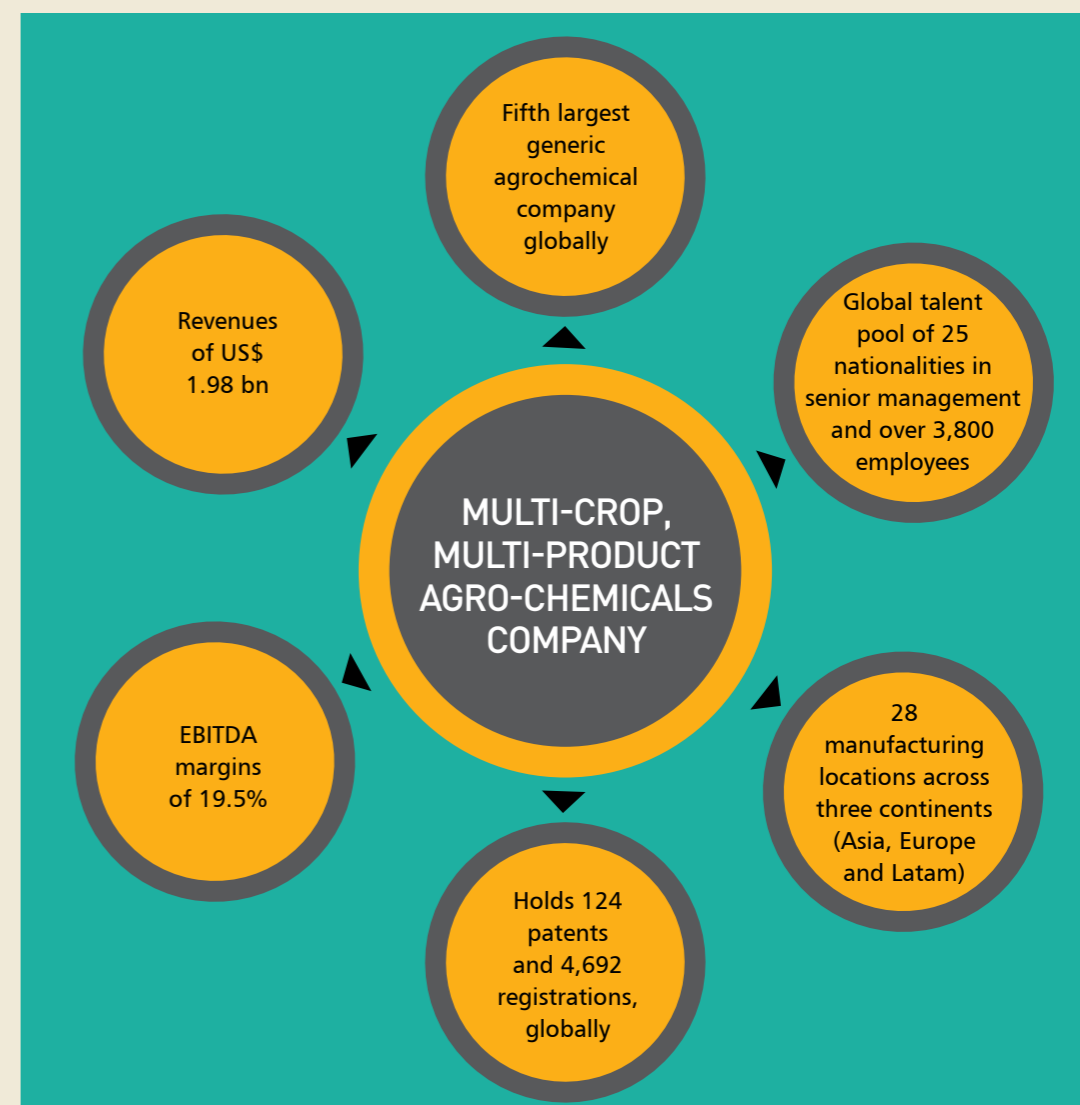 Fifth largest
generic
agrochemical
company
globally
Revenues
of US$
1.98 bn
Global talent
pool of 25
nationalities in
senior management
and over 3,800
employees
MULTI-CROP,
MULTI-PRODUCT
AGRO-CHEMICALS
COMPANY
EBITDA
margins
of 19.5%
28
manufacturing
locations across
three continents
(Asia, Europe
and Latam)
Holds 124
patents
and 4,692
registrations,
globally